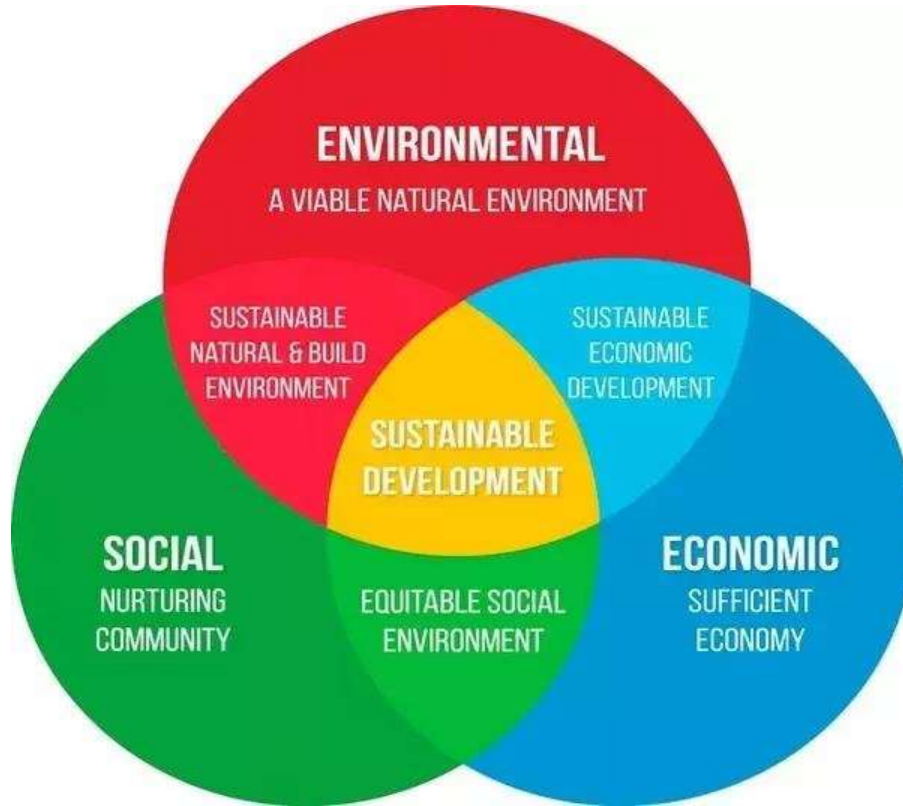 ENVIRONMENTAL
A VIABLE NATURAL ENVIRONMENT
SUSTAINABLE
NATURAL & BUILD
ENVIRONMENT
SUSTAINABLE
ECONOMIC
DEVELOPMENT
SUSTAINABLE
DEVELOPMENT
SOCIAL
NURTURING
COMMUNITY
EQUITABLE SOCIAL
ENVIRONMENT
ECONOMIC
SUFFICIENT
ECONOMY